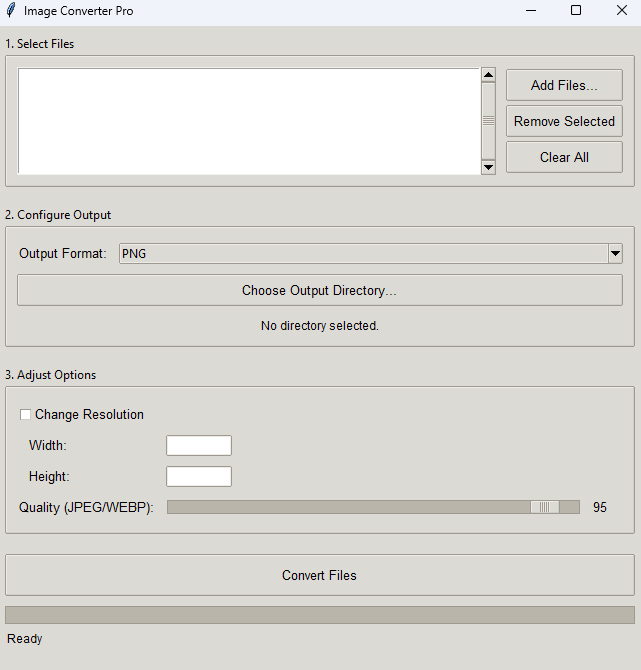 Image Converter Pro
1. Select Files
Add Files...
Remove Selected
Clear All
2. Configure Output
Output Format: PNG
Choose Output Directory...
No directory selected.
3. Adjust Options
Change Resolution
Width:
Height:
Quality (JPEG/WEBP): 95
Convert Files
Ready